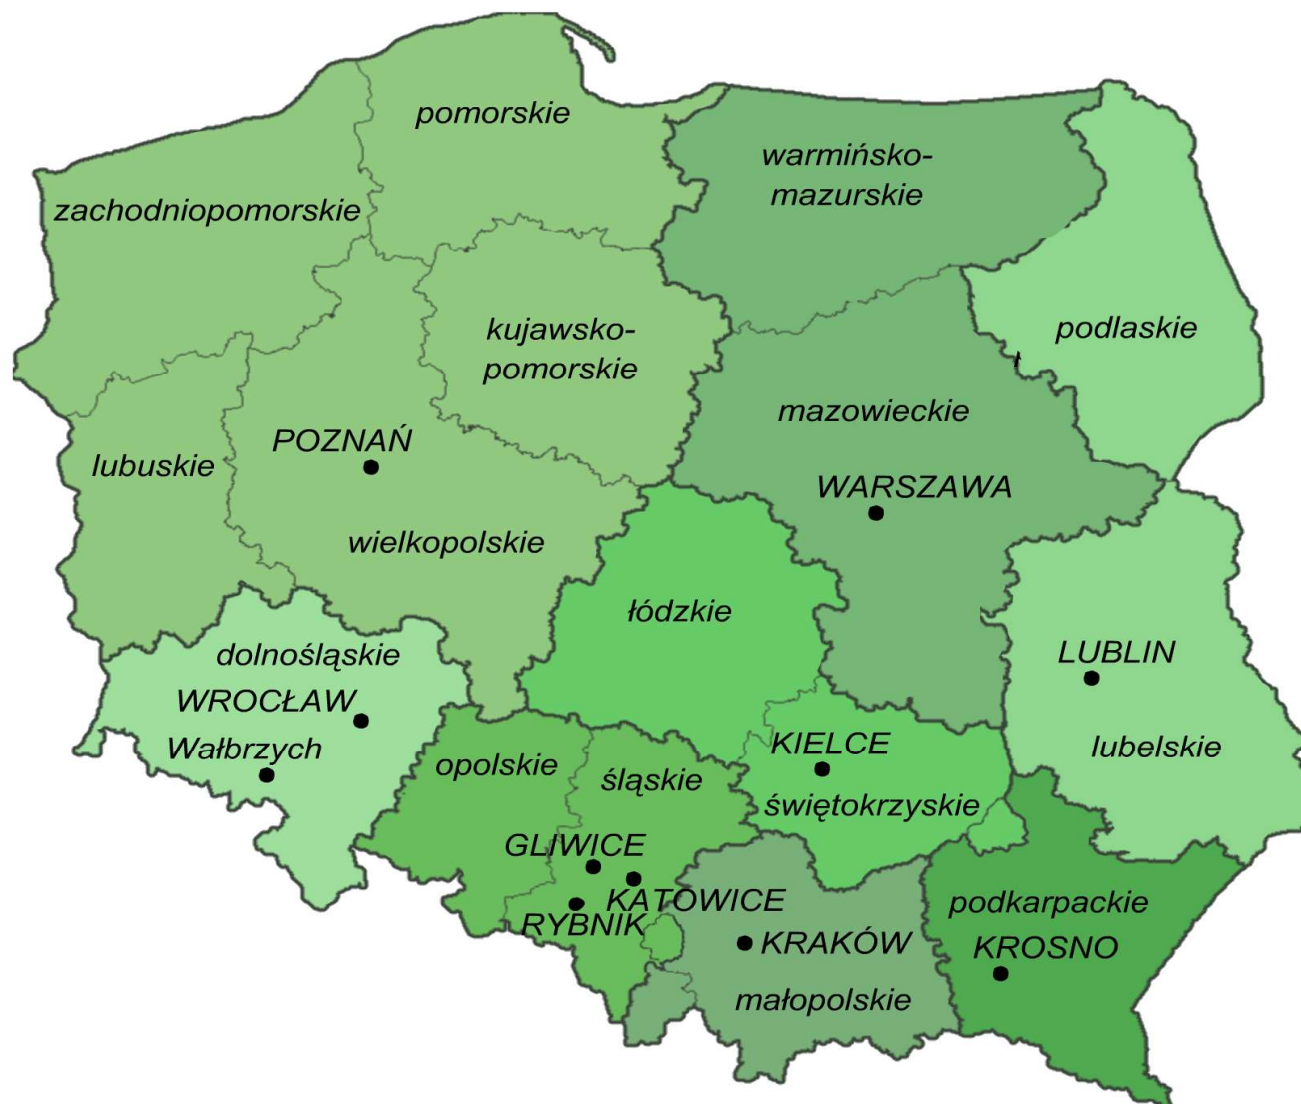 pomorskie
warmińsko-
mazurskie
zachodniopomorskie
kujawsko-
pomorskie
podlaskie
mazowieckie
lubuskie
POZNAŃ
WARSZAWA
wielkopolskie
łódzkie
dolnośląskie
WROCŁAW
Wałbrzych
LUBLIN
lubelskie
opolskie
śląskie
KIELCE
świętokrzyskie
GLIWICE
KATOWICE
RYBNIK
KRAKÓW
małopolskie
podkarpackie
KROSNO